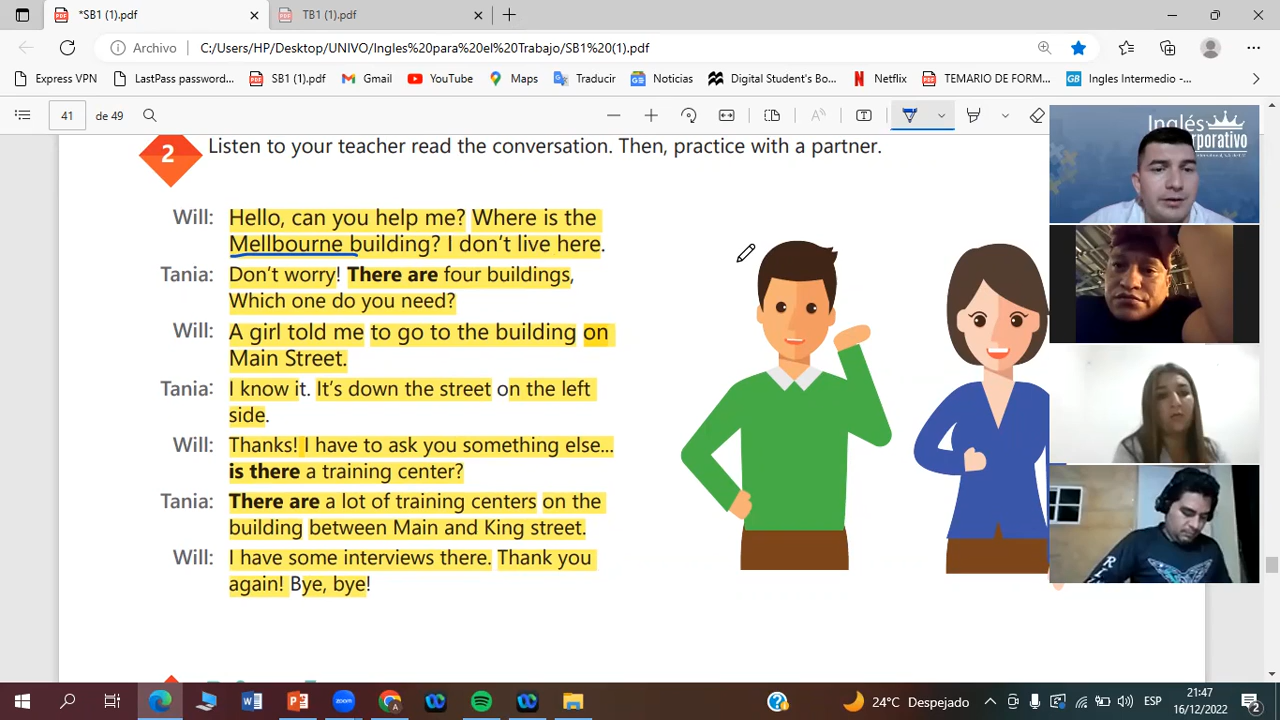 *SB1 (1).pdf
TB1 (1).pdf
Archivo
C:/Users/HP/Desktop/UNIVO/Ingles%20para%20el%20Trabajo/SB1%20(1).pdf
Express VPN
LastPass password...
SB1 (1).pdf
Gmail
YouTube
Maps
Traducir
Noticias
Digital Student's Bo...
Netflix
TEMARIO DE FORM...
GB
Ingles Intermedio -...
41
de 49
Inglés
rporativo
2
Listen to your teacher read the conversation. Then, practice with a partner.
Will: Hello, can you help me? Where is the
Mellbourne building? I don't live here.
Tania: Don't worry! There are four buildings,
Which one do you need?
Will: A girl told me to go to the building on
Main Street.
Tania: I know it. It's down the street on the left
side.
Will: Thanks! I have to ask you something else...
is there a training center?
Tania: There are a lot of training centers on the
building between Main and King street.
Will: I have some interviews there. Thank you
again! Bye, bye!
zoom
24°C Despejado
ESP
21:47
16/12/2022
2